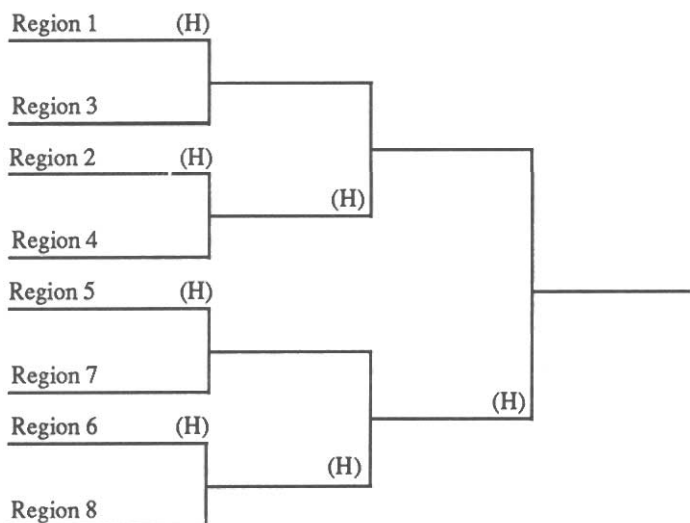 Region 1 (H)
Region 3
Region 2 (H)
(H)
Region 4
Region 5 (H)
Region 7
(H)
Region 6 (H)
(H)
Region 8